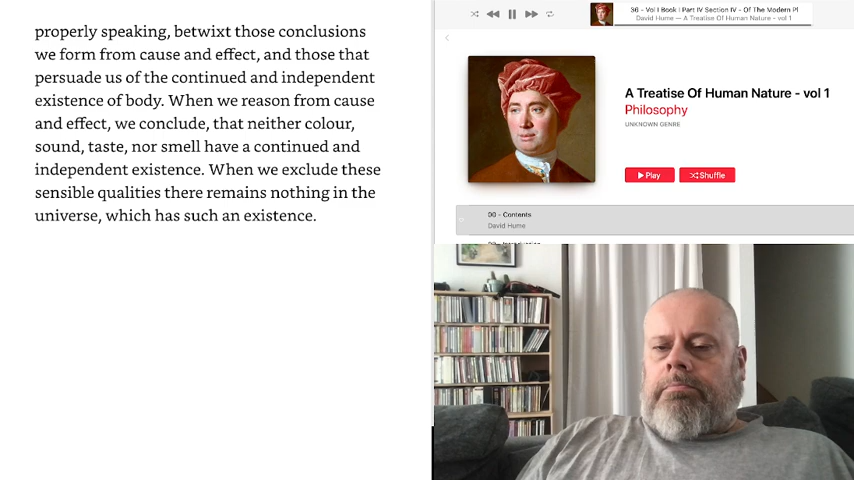 properly speaking, betwixt those conclusions
we form from cause and effect, and those that
persuade us of the continued and independent
existence of body. When we reason from cause
and effect, we conclude, that neither colour,
sound, taste, nor smell have a continued and
independent existence. When we exclude these
sensible qualities there remains nothing in the
universe, which has such an existence.
36 - Vol I Book I Part IV Section IV - Of The Modern Pl
David Hume — A Treatise Of Human Nature - vol 1
A Treatise Of Human Nature - vol 1
Philosophy
UNKNOWN GENRE
Play
Shuffle
00 - Contents
David Hume